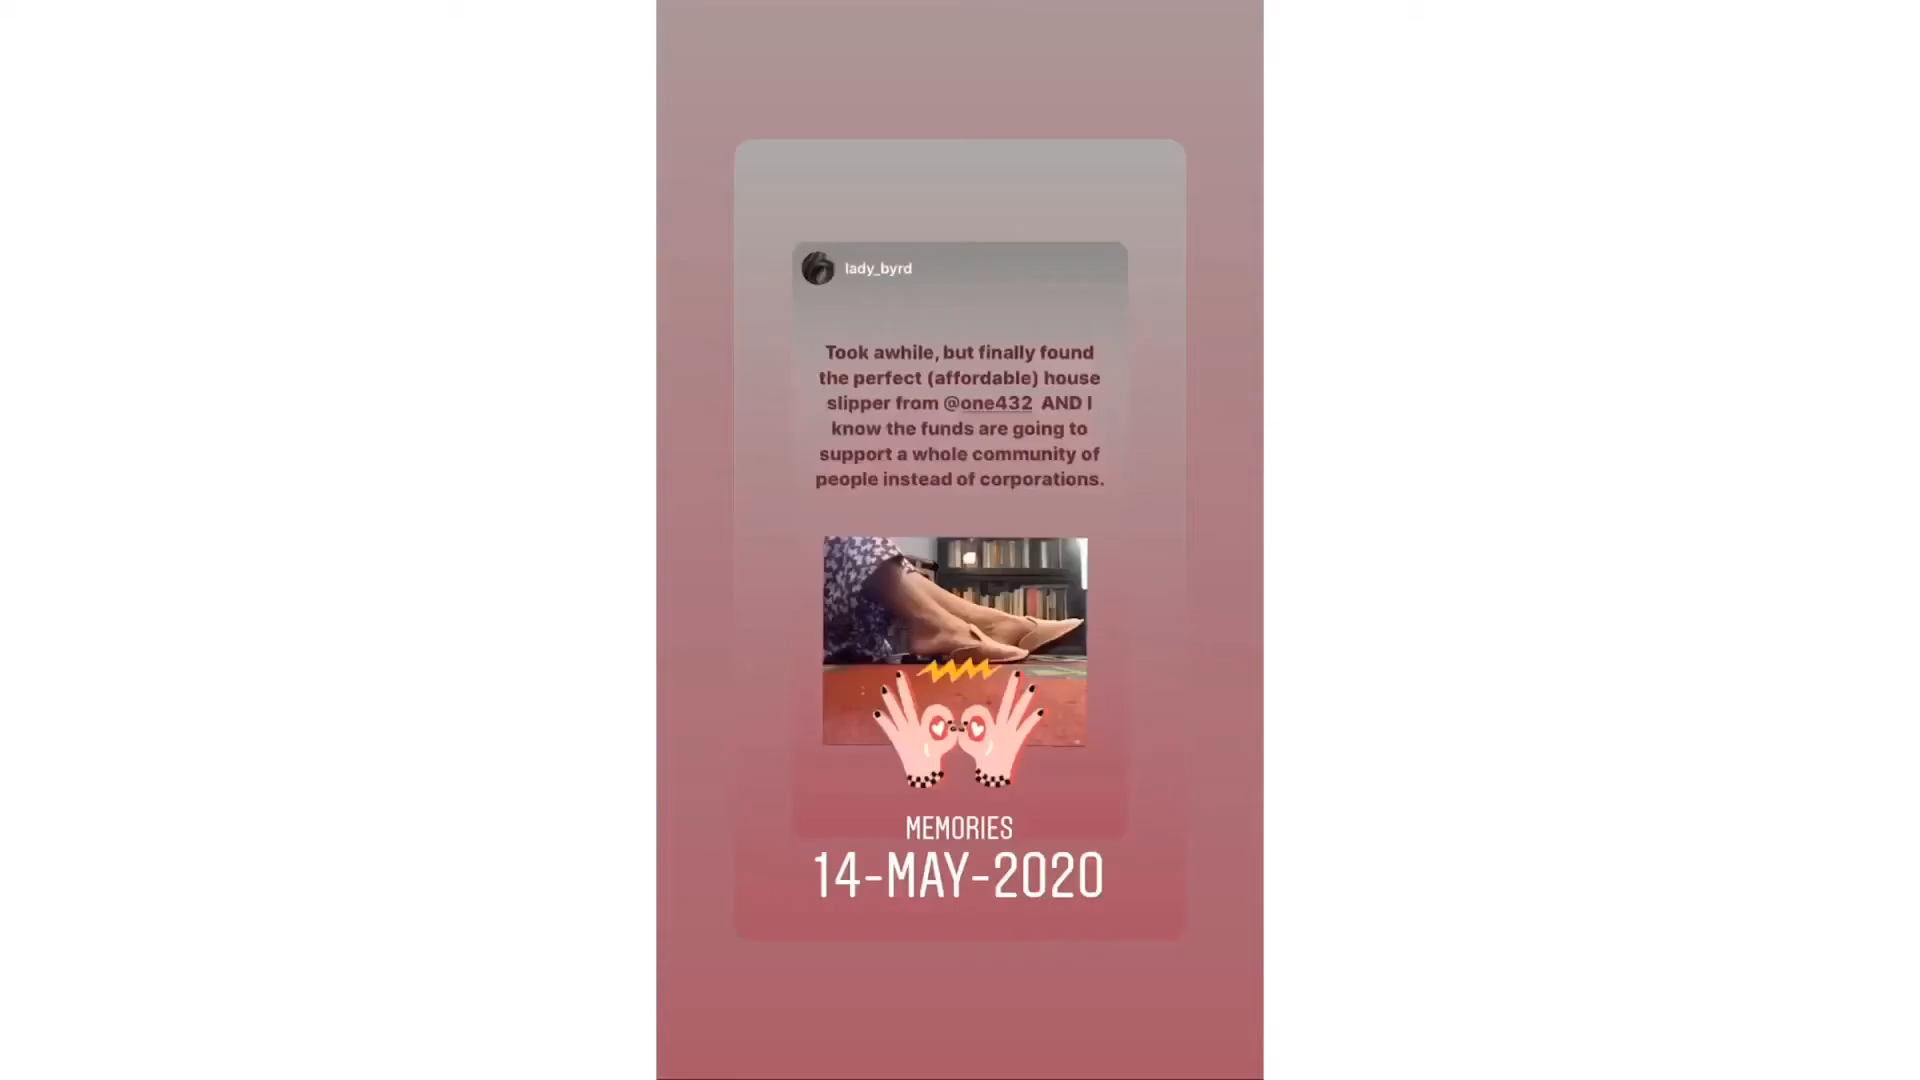 lady_byrd
Took awhile, but finally found
the perfect (affordable) house
slipper from @one432 AND I
know the funds are going to
support a whole community of
people instead of corporations.
MEMORIES
14-MAY-2020